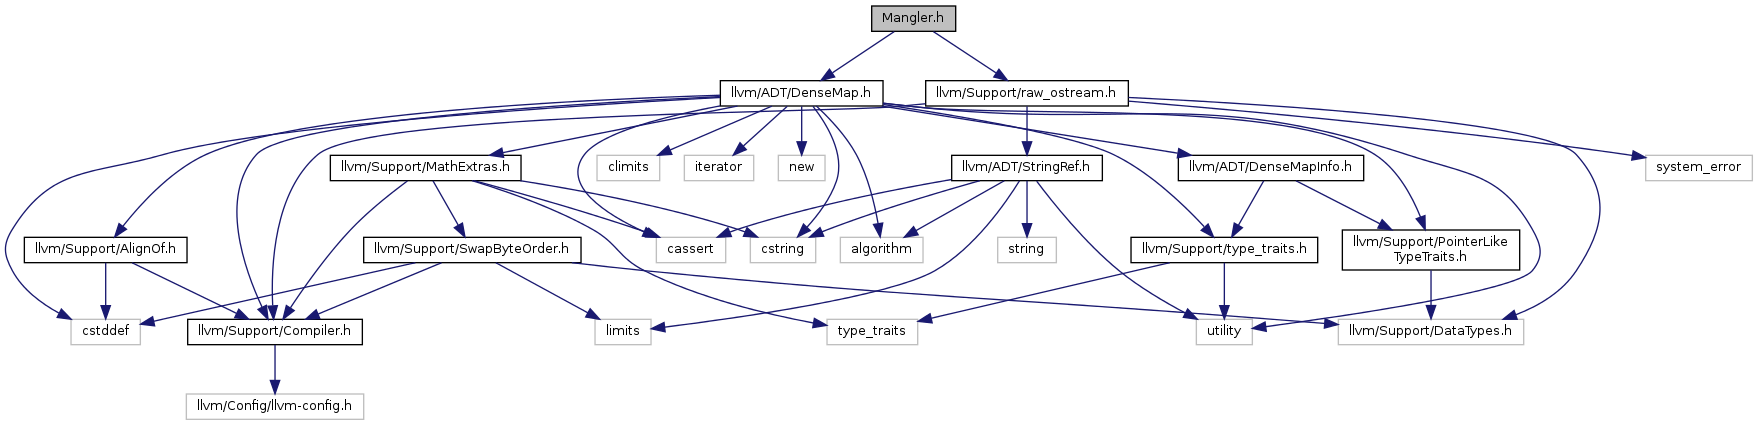 Mangler.h
llvm/ADT/DenseMap.h
llvm/Support/raw_ostream.h
llvm/Support/MathExtras.h
climits
iterator
new
llvm/ADT/StringRef.h
llvm/ADT/DenseMapInfo.h
system_error
llvm/Support/AlignOf.h
llvm/Support/SwapByteOrder.h
cassert
cstring
algorithm
string
llvm/Support/type_traits.h
llvm/Support/PointerLike
TypeTraits.h
cstddef
llvm/Support/Compiler.h
limits
type_traits
utility
llvm/Support/DataTypes.h
llvm/Config/llvm-config.h